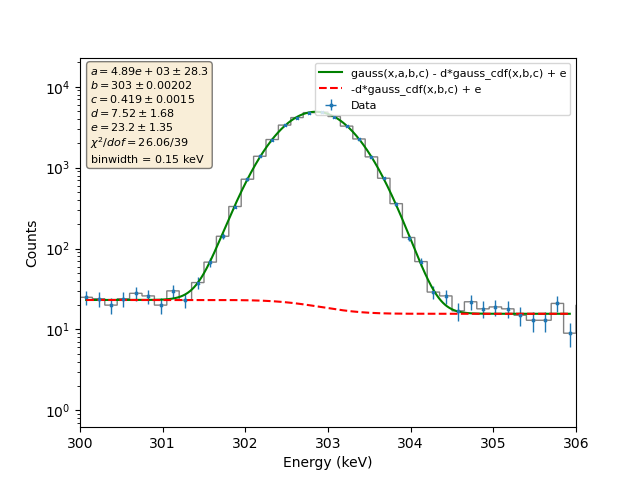 a = 4.89e + 03 ± 28.3
b = 303 ± 0.00202
c = 0.419 ± 0.0015
d = 7.52 ± 1.68
e = 23.2 ± 1.35
χ²/dof = 26.06/39
binwidth = 0.15 keV
gauss(x,a,b,c) - d*gauss_cdf(x,b,c) + e
-d*gauss_cdf(x,b,c) + e
Data
10⁴
10³
10²
10¹
10⁰
Counts
300 301 302 303 304 305 306
Energy (keV)